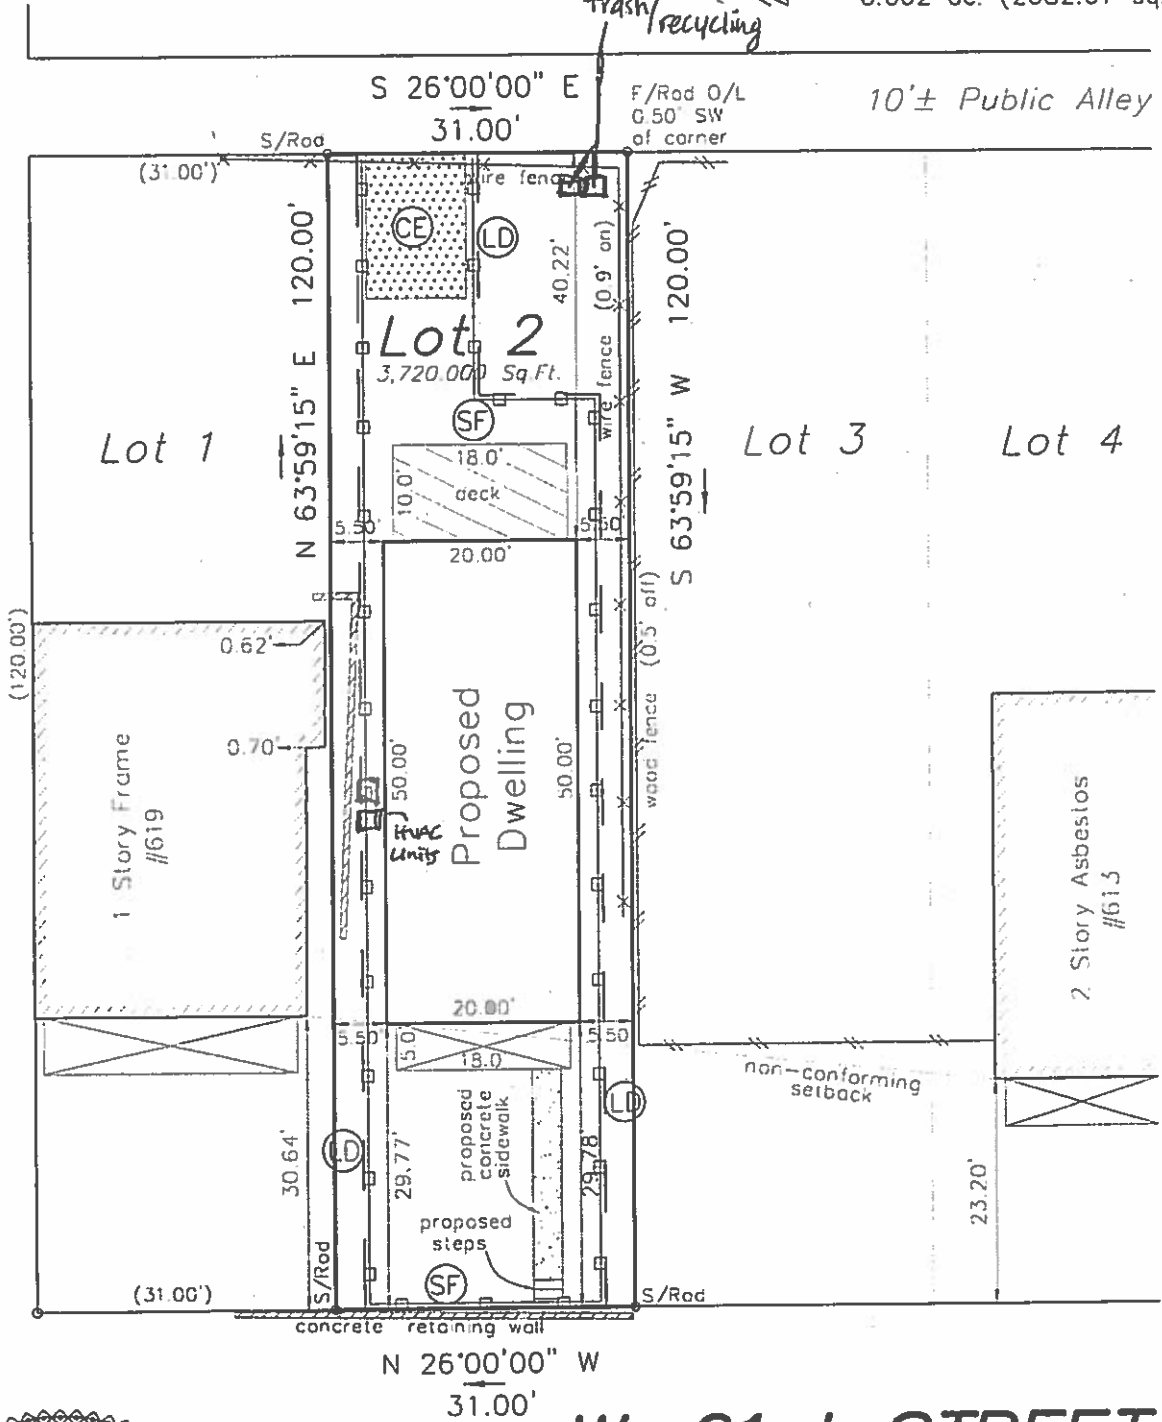 trash/
recycling
S 26°00'00" E
31.00'
F/Rod O/L
0.50' SW
of corner
10'± Public Alley
S/Rod
(31.00')
wire fence
CE
LD
40.22'
wire fence (0.9' on)
N 63°59'15" E 120.00'
S 63°59'15" W 120.00'
Lot 2
3,720.000 Sq.Ft.
SF
Lot 1
Lot 3
Lot 4
18.0'
10.0'
deck
5.50'
5.50
20.00'
(120.00')
0.62'
0.70'
1 Story Frame
#619
50.00'
HVAC
Units
Proposed
Dwelling
50.00'
wood fence (0.5' off)
2 Story Asbestos
#613
20.00'
5.50'
5.0
18.0
5.50
non-conforming
setback
LD
LD
30.64'
29.77'
proposed
concrete
sidewalk
29.78'
23.20'
proposed
steps
SF
(31.00')
S/Rod
S/Rod
concrete retaining wall
N 26°00'00" W
31.00'